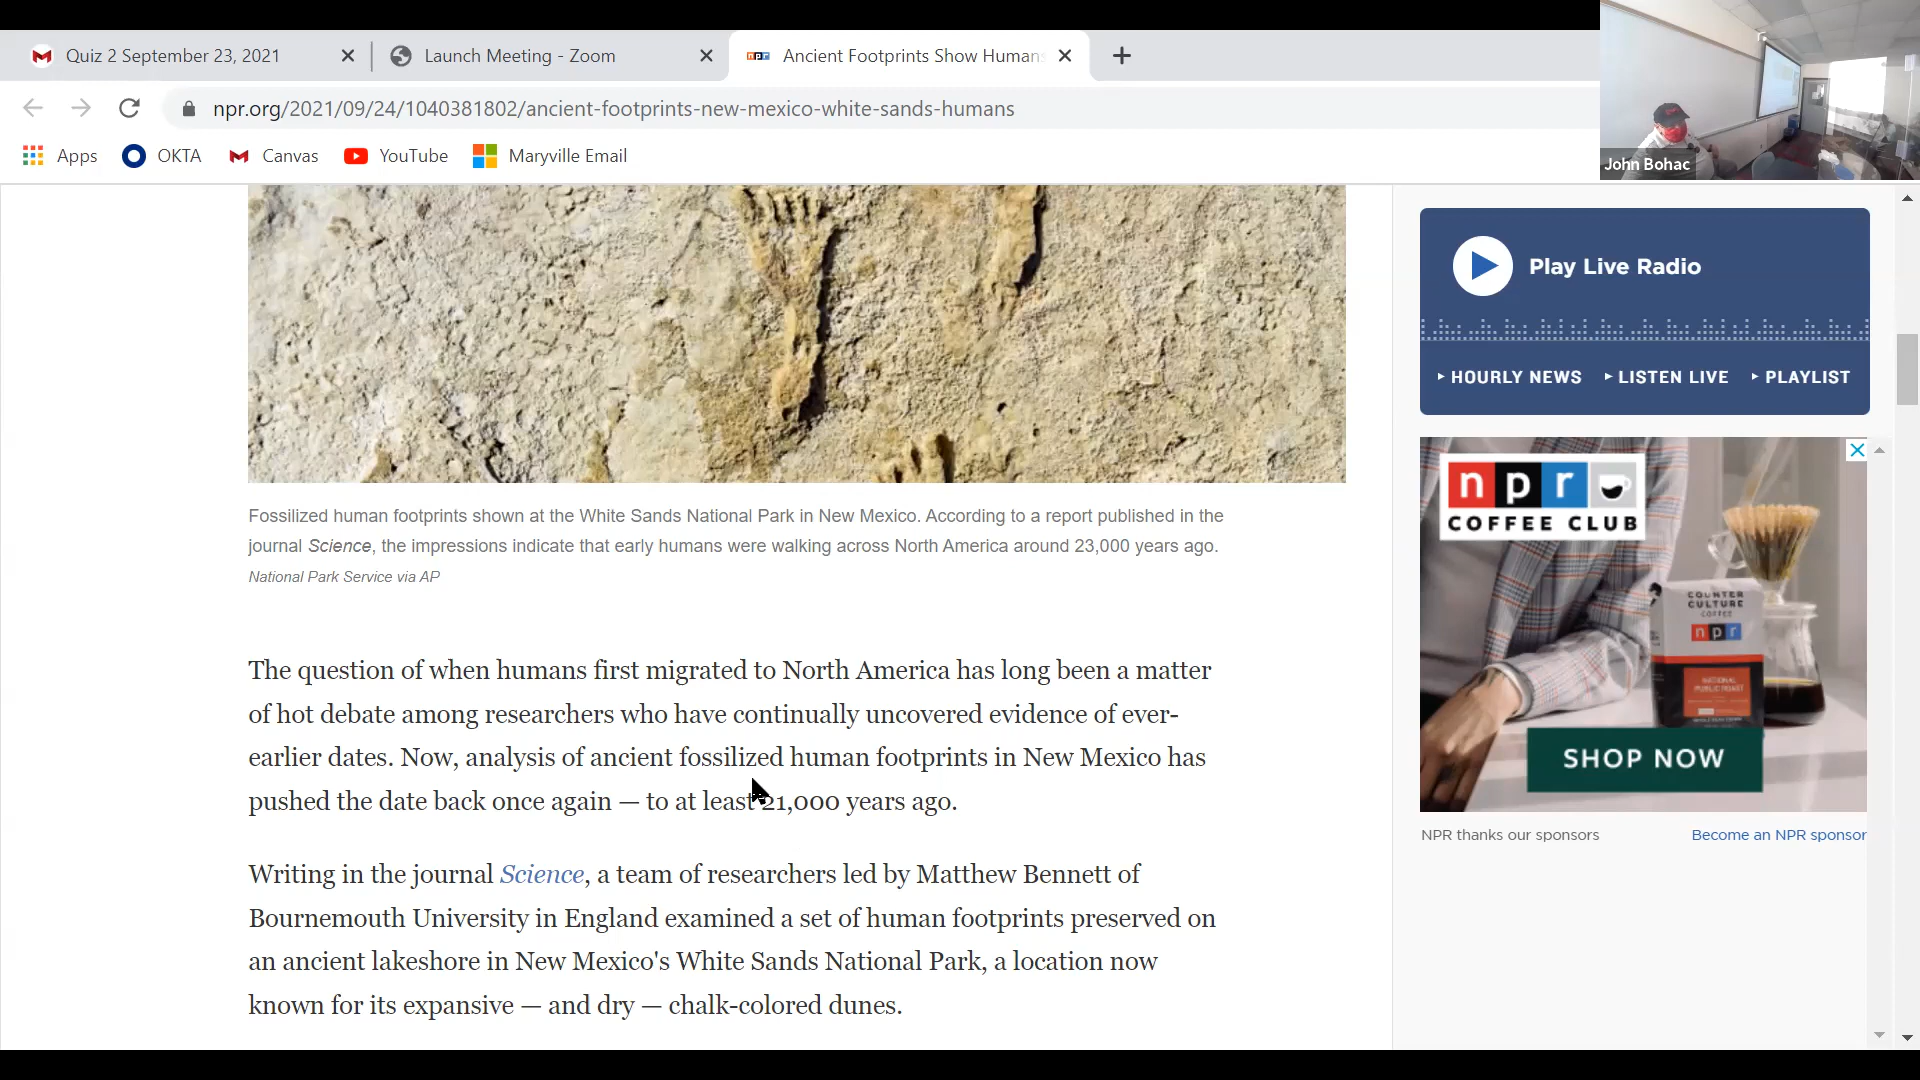 Quiz 2 September 23, 2021
Launch Meeting - Zoom
npr Ancient Footprints Show Humans
npr.org/2021/09/24/1040381802/ancient-footprints-new-mexico-white-sands-humans
Apps OKTA Canvas YouTube Maryville Email
John Bohac
Fossilized human footprints shown at the White Sands National Park in New Mexico. According to a report published in the
journal Science, the impressions indicate that early humans were walking across North America around 23,000 years ago.
National Park Service via AP
The question of when humans first migrated to North America has long been a matter
of hot debate among researchers who have continually uncovered evidence of ever-
earlier dates. Now, analysis of ancient fossilized human footprints in New Mexico has
pushed the date back once again — to at least 21,000 years ago.
Writing in the journal Science, a team of researchers led by Matthew Bennett of
Bournemouth University in England examined a set of human footprints preserved on
an ancient lakeshore in New Mexico's White Sands National Park, a location now
known for its expansive — and dry — chalk-colored dunes.
Play Live Radio
HOURLY NEWS LISTEN LIVE PLAYLIST
npr
COFFEE CLUB
COUNTER
CULTURE
COFFEE
npr
NATIONAL
PUBLIC ROAST
SHOP NOW
NPR thanks our sponsors Become an NPR sponsor